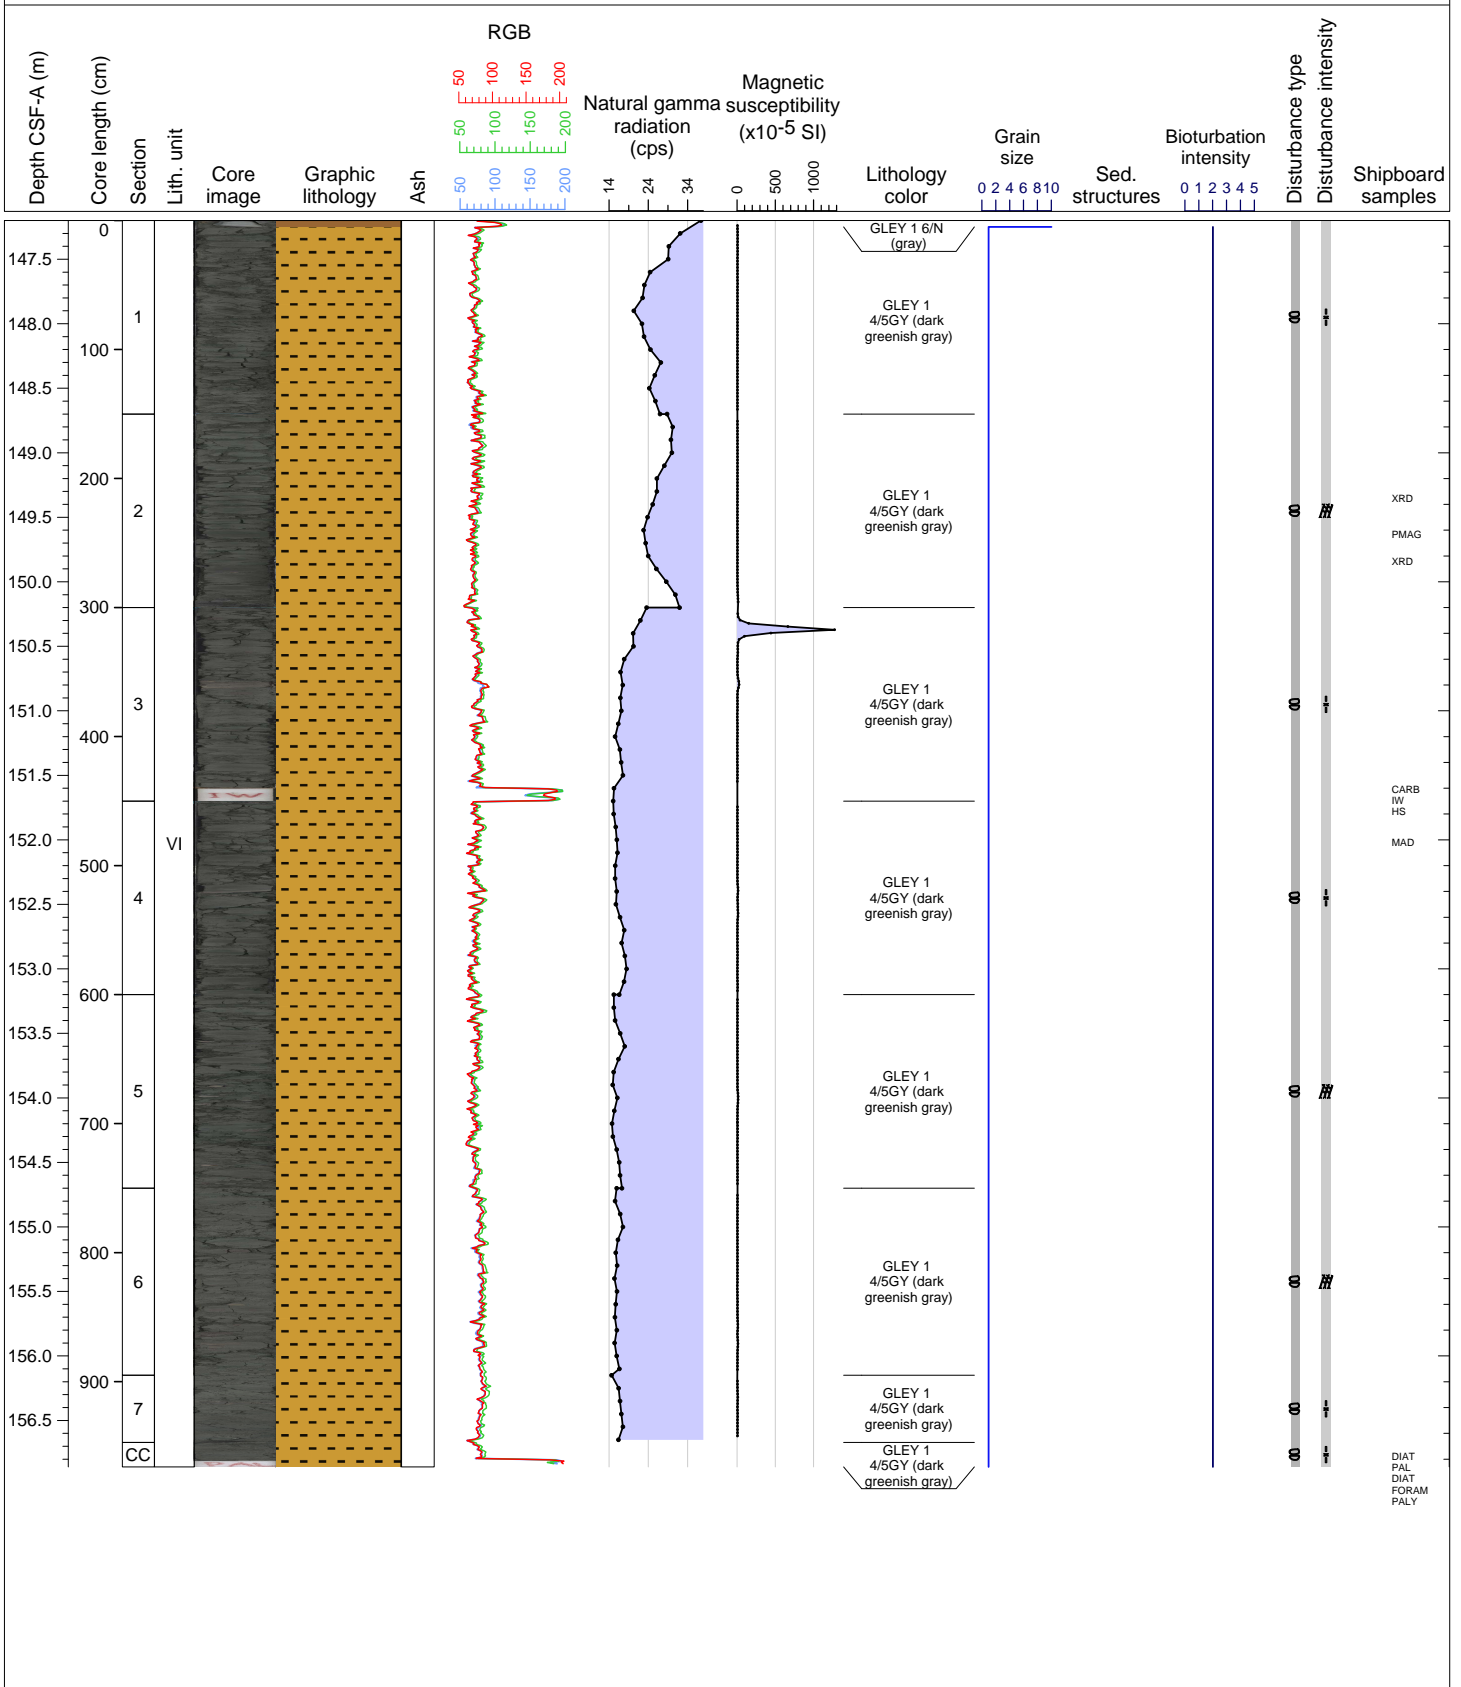 Depth CSF-A (m)
Core length (cm)
Section
Lith. unit
Core
image
Graphic
lithology
Ash
RGB
50 100 150 200
50 100 150 200
50 100 150 200
Natural gamma
radiation
(cps)
14 24 34
Magnetic
susceptibility
(x10-5 SI)
0 500 1000
Lithology
color
Grain
size
0 2 4 6 8 10
Sed.
structures
Bioturbation
intensity
0 1 2 3 4 5
Disturbance type
Disturbance intensity
Shipboard
samples
147.5
148.0
148.5
149.0
149.5
150.0
150.5
151.0
151.5
152.0
152.5
153.0
153.5
154.0
154.5
155.0
155.5
156.0
156.5
0
100
200
300
400
500
600
700
800
900
1
2
3
4
5
6
7
CC
VI
IW
GLEY 1 6/N
(gray)
GLEY 1
4/5GY (dark
greenish gray)
GLEY 1
4/5GY (dark
greenish gray)
GLEY 1
4/5GY (dark
greenish gray)
GLEY 1
4/5GY (dark
greenish gray)
GLEY 1
4/5GY (dark
greenish gray)
GLEY 1
4/5GY (dark
greenish gray)
GLEY 1
4/5GY (dark
greenish gray)
GLEY 1
4/5GY (dark
greenish gray)
XRD
PMAG
XRD
CARB
IW
HS
MAD
DIAT
PAL
DIAT
FORAM
PALY